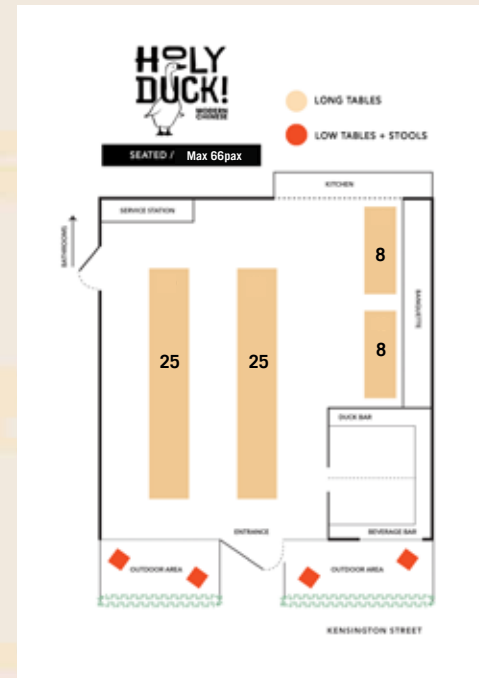 HOLY
DUCK!
MODERN
CHINESE
LONG TABLES
LOW TABLES + STOOLS
SEATED / Max 66pax
KITCHEN
SERVICE STATION
BATHROOMS
8
BANQUETTE
25
25
8
DUCK BAR
ENTRANCE
BEVERAGE BAR
OUTDOOR AREA
OUTDOOR AREA
KENSINGTON STREET